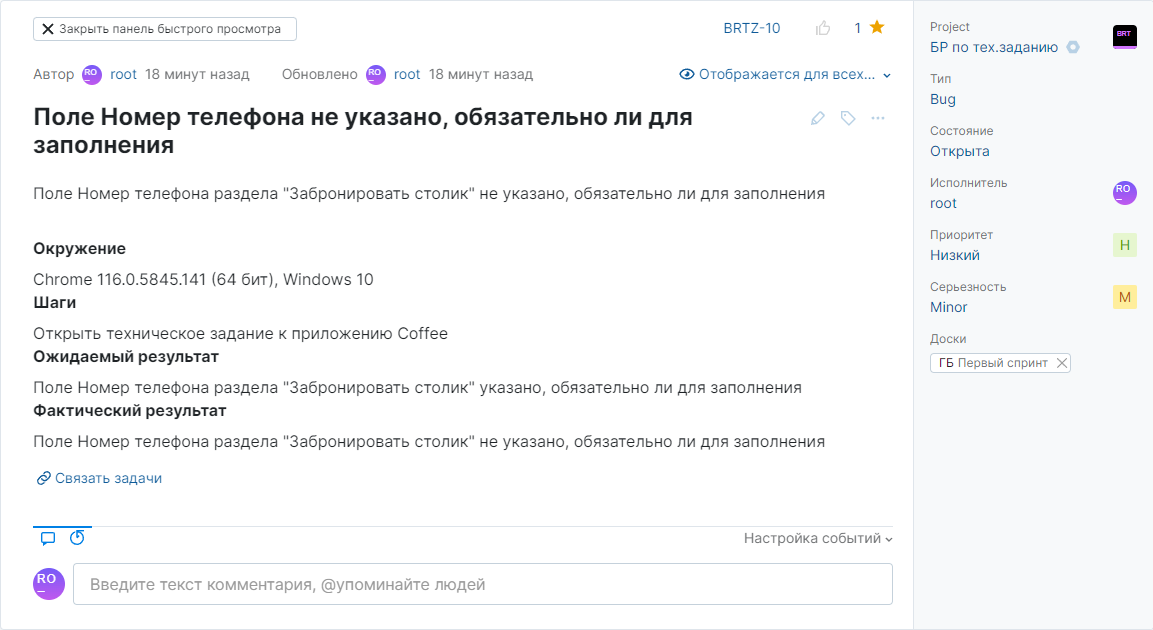 Закрыть панель быстрого просмотра
BRTZ-10
1
Автор RO root 18 минут назад
Обновлено RO root 18 минут назад
Отображается для всех...
Поле Номер телефона не указано, обязательно ли для
заполнения
Поле Номер телефона раздела "Забронировать столик" не указано, обязательно ли для заполнения
Окружение
Chrome 116.0.5845.141 (64 бит), Windows 10
Шаги
Открыть техническое задание к приложению Coffee
Ожидаемый результат
Поле Номер телефона раздела "Забронировать столик" указано, обязательно ли для заполнения
Фактический результат
Поле Номер телефона раздела "Забронировать столик" не указано, обязательно ли для заполнения
Связать задачи
Настройка событий
RO
Введите текст комментария, @упоминайте людей
Project
БР по тех.заданию
BRT
Тип
Bug
Состояние
Открыта
Исполнитель
root
RO
Приоритет
Низкий
Н
Серьезность
Minor
M
Доски
ГБ Первый спринт